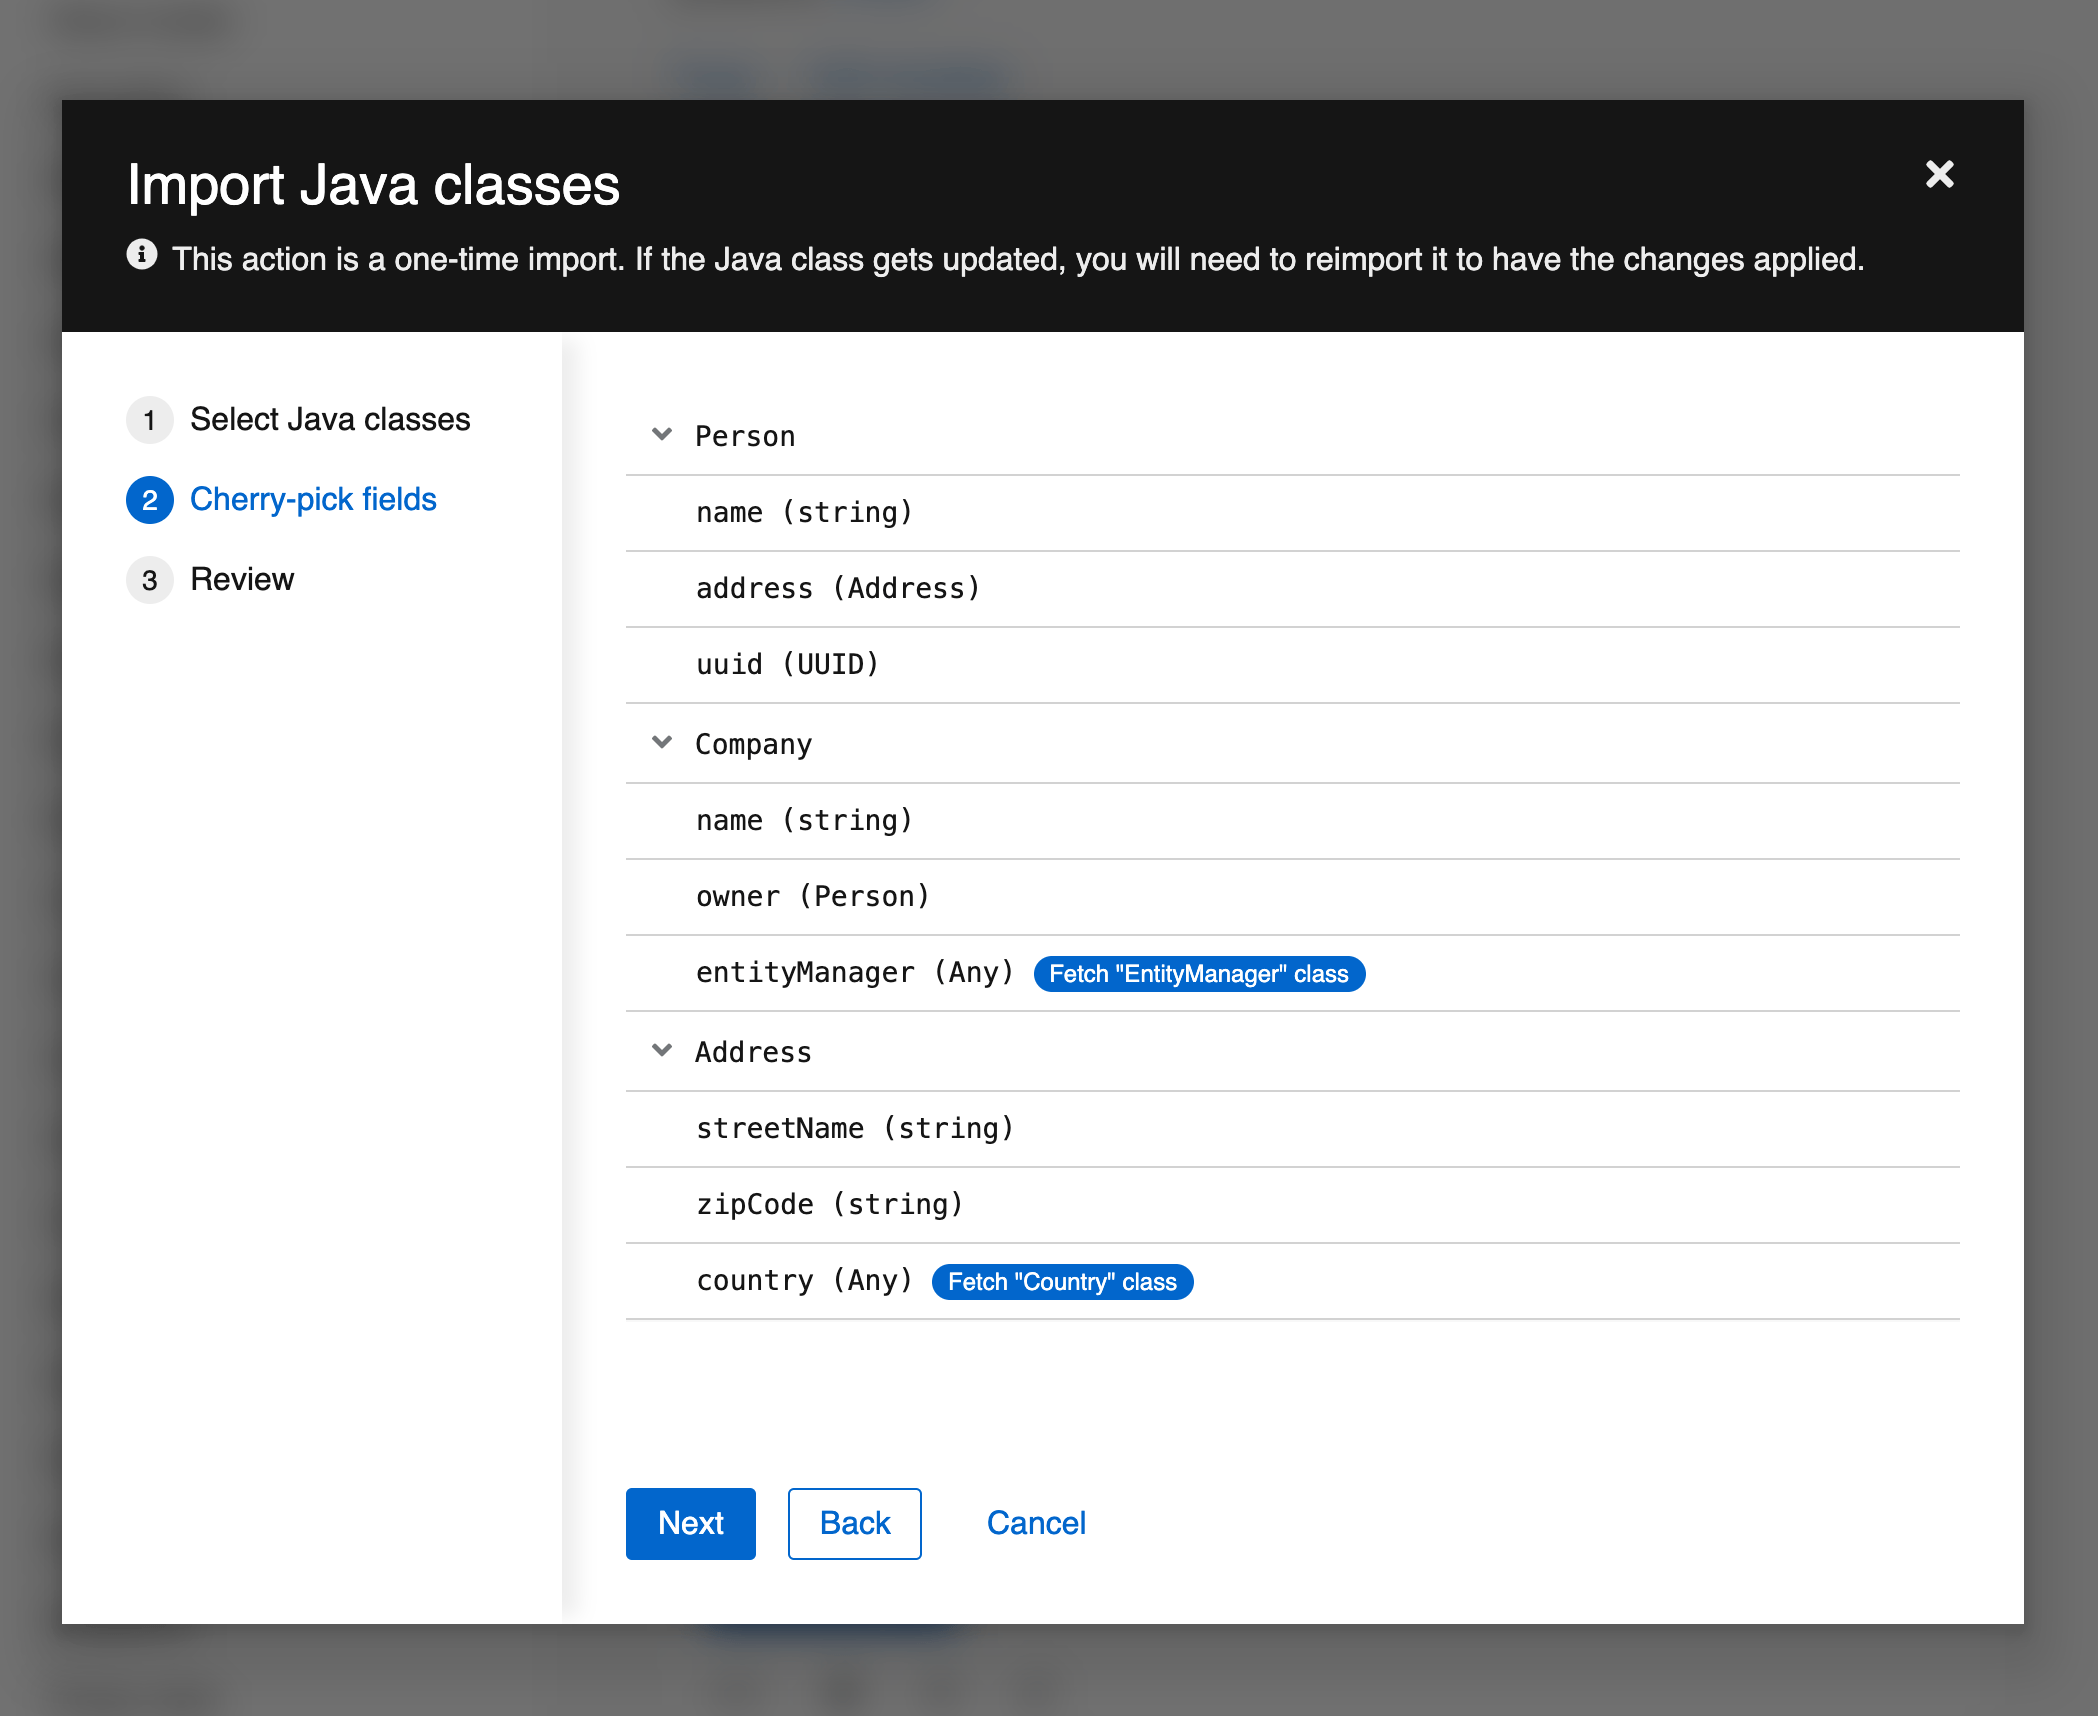 Import Java classes
This action is a one-time import. If the Java class gets updated, you will need to reimport it to have the changes applied.
1 Select Java classes
2 Cherry-pick fields
3 Review
Person
name (string)
address (Address)
uuid (UUID)
Company
name (string)
owner (Person)
entityManager (Any) Fetch "EntityManager" class
Address
streetName (string)
zipCode (string)
country (Any) Fetch "Country" class
Next Back Cancel